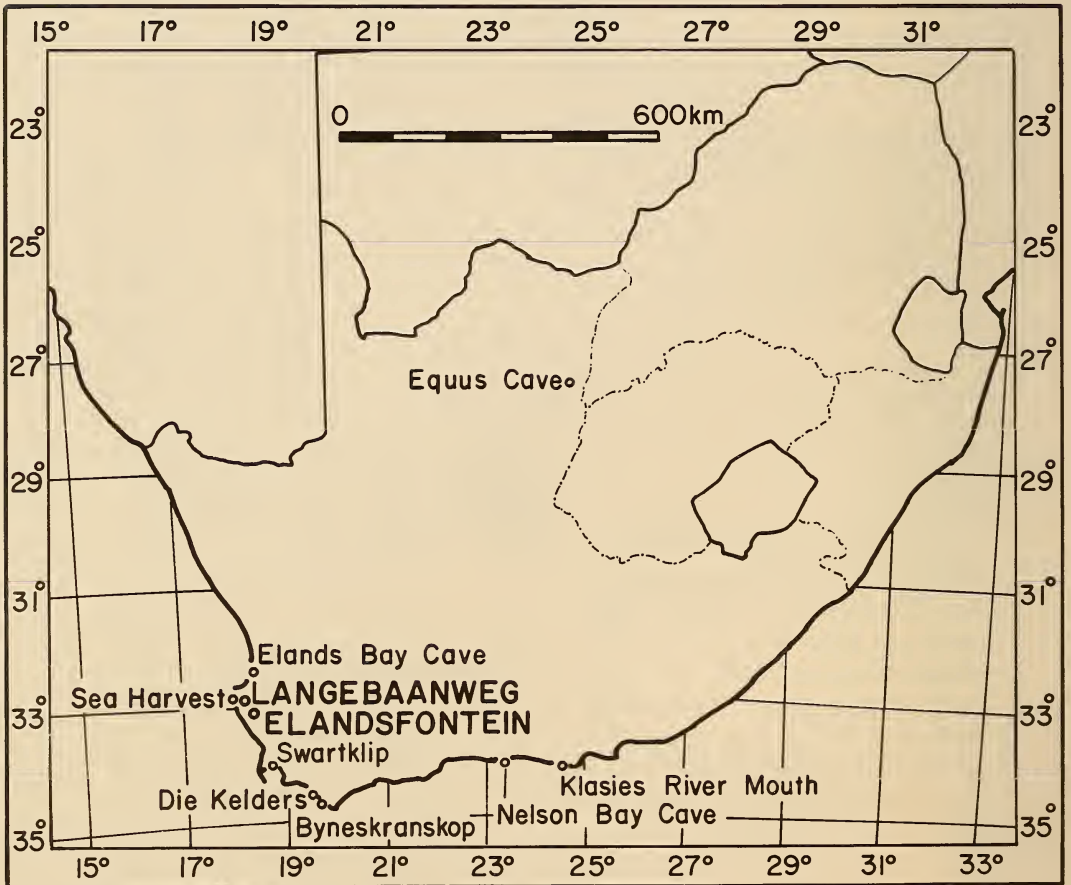 15° 17° 19° 21° 23° 25° 27° 29° 31°
0 600km
23° 23°
25° 25°
27° 27°
Equus Cave
29° 29°
31° 31°
Elands Bay Cave
Sea Harvest LANGEBAANWEG
33° 33°
ELANDSFONTEIN
Swartklip
Klasies River Mouth
Die Kelders
Nelson Bay Cave
Byneskranskop
35° 35°
15° 17° 19° 21° 23° 25° 27° 29° 31° 33°